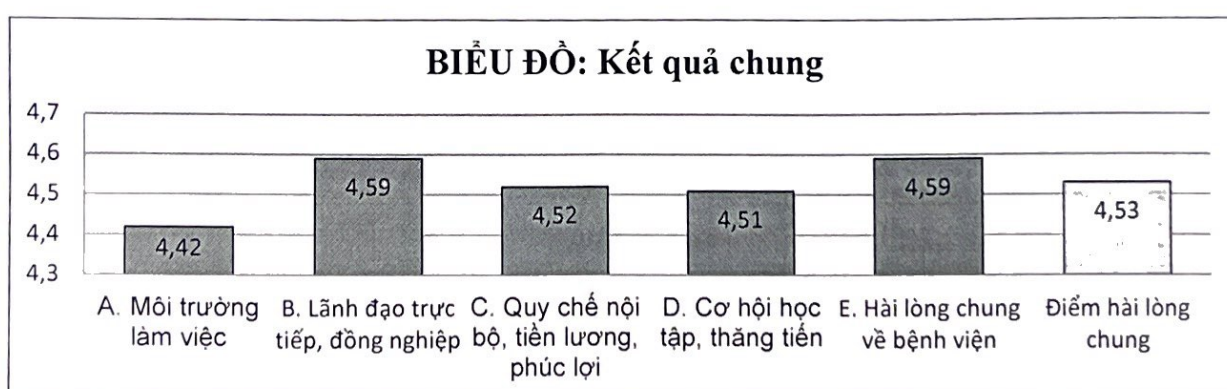 BIỂU ĐỒ: Kết quả chung
4,7
4,6
4,5
4,4
4,3
4,42
4,59
4,52
4,51
4,59
4,53
A. Môi trường
làm việc
B. Lãnh đạo trực
tiếp, đồng nghiệp
C. Quy chế nội
bộ, tiền lương,
phúc lợi
D. Cơ hội học
tập, thăng tiến
E. Hài lòng chung
về bệnh viện
Điểm hài lòng
chung